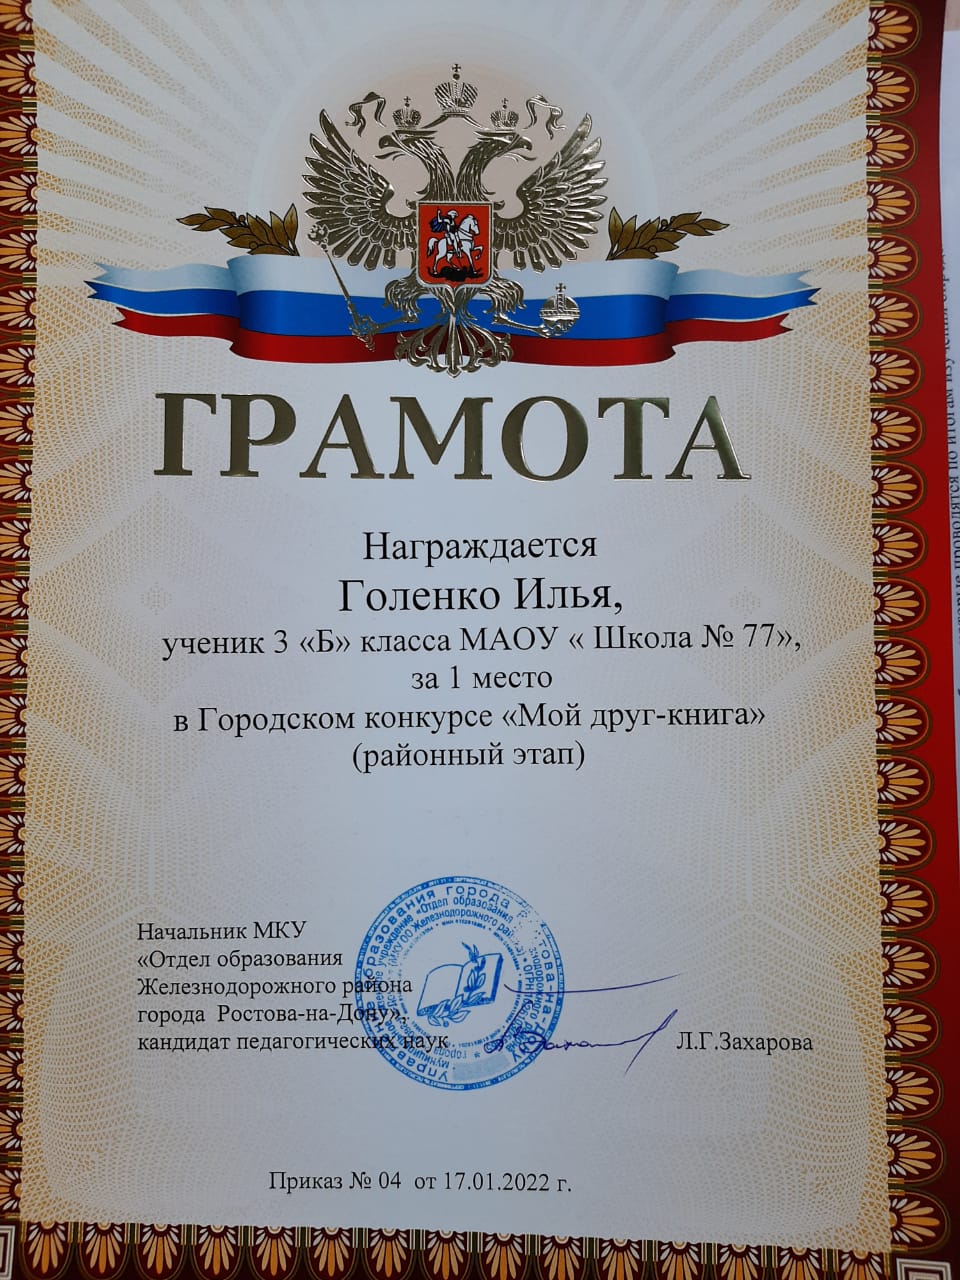 ГРАМОТА
Награждается
Голенко Илья,
ученик 3 «Б» класса МАОУ « Школа № 77»,
за 1 место
в Городском конкурсе «Мой друг-книга»
(районный этап)
Начальник МКУ
«Отдел образования
Железнодорожного района
города Ростова-на-Дону»,
кандидат педагогических наук
Л.Г.Захарова
Приказ № 04 от 17.01.2022 г.